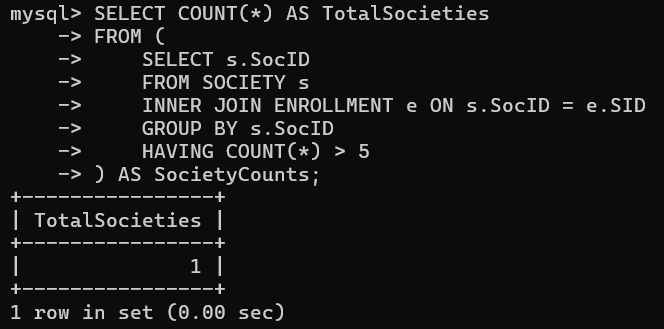 mysql> SELECT COUNT(*) AS TotalSocieties
    -> FROM (
    ->     SELECT s.SocID
    ->     FROM SOCIETY s
    ->     INNER JOIN ENROLLMENT e ON s.SocID = e.SID
    ->     GROUP BY s.SocID
    ->     HAVING COUNT(*) > 5
    -> ) AS SocietyCounts;
+----------------+
| TotalSocieties |
+----------------+
|              1 |
+----------------+
1 row in set (0.00 sec)